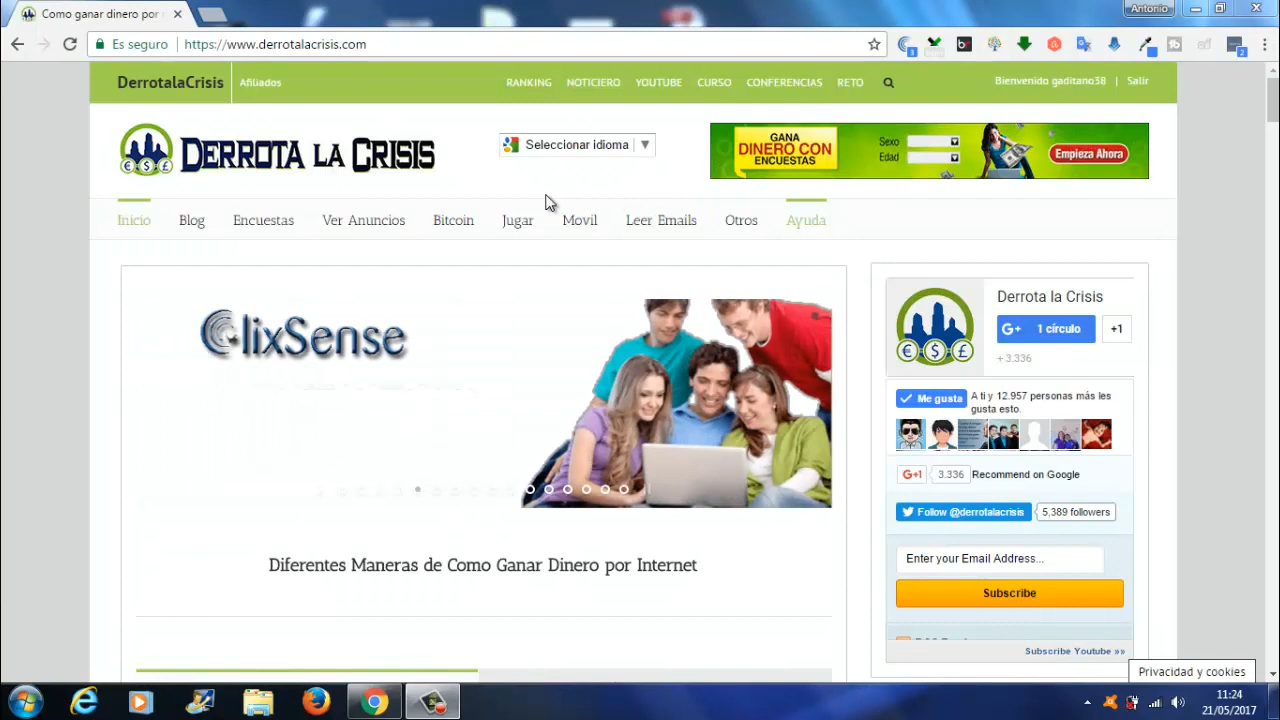 Como ganar dinero por
Antonio
Es seguro
https://www.derrotalacrisis.com
DerrotalaCrisis
Afiliados
RANKING
NOTICIERO
YOUTUBE
CURSO
CONFERENCIAS
RETO
Bienvenido gaditano38 | Salir
DERROTA LA CRISIS
Seleccionar idioma
GANA
DINERO CON
ENCUESTAS
Sexo
Edad
Empieza Ahora
Inicio
Blog
Encuestas
Ver Anuncios
Bitcoin
Jugar
Movil
Leer Emails
Otros
Ayuda
ClixSense
Derrota la Crisis
G+ 1 círculo
+1
+ 3.336
Me gusta
A ti y 12.957 personas más les
gusta esto.
G+1
3.336
Recommend on Google
Follow @derrotalacrisis
5,389 followers
Enter your Email Address...
Subscribe
Subscribe Youtube »»
Diferentes Maneras de Como Ganar Dinero por Internet
Privacidad y cookies
11:24
21/05/2017